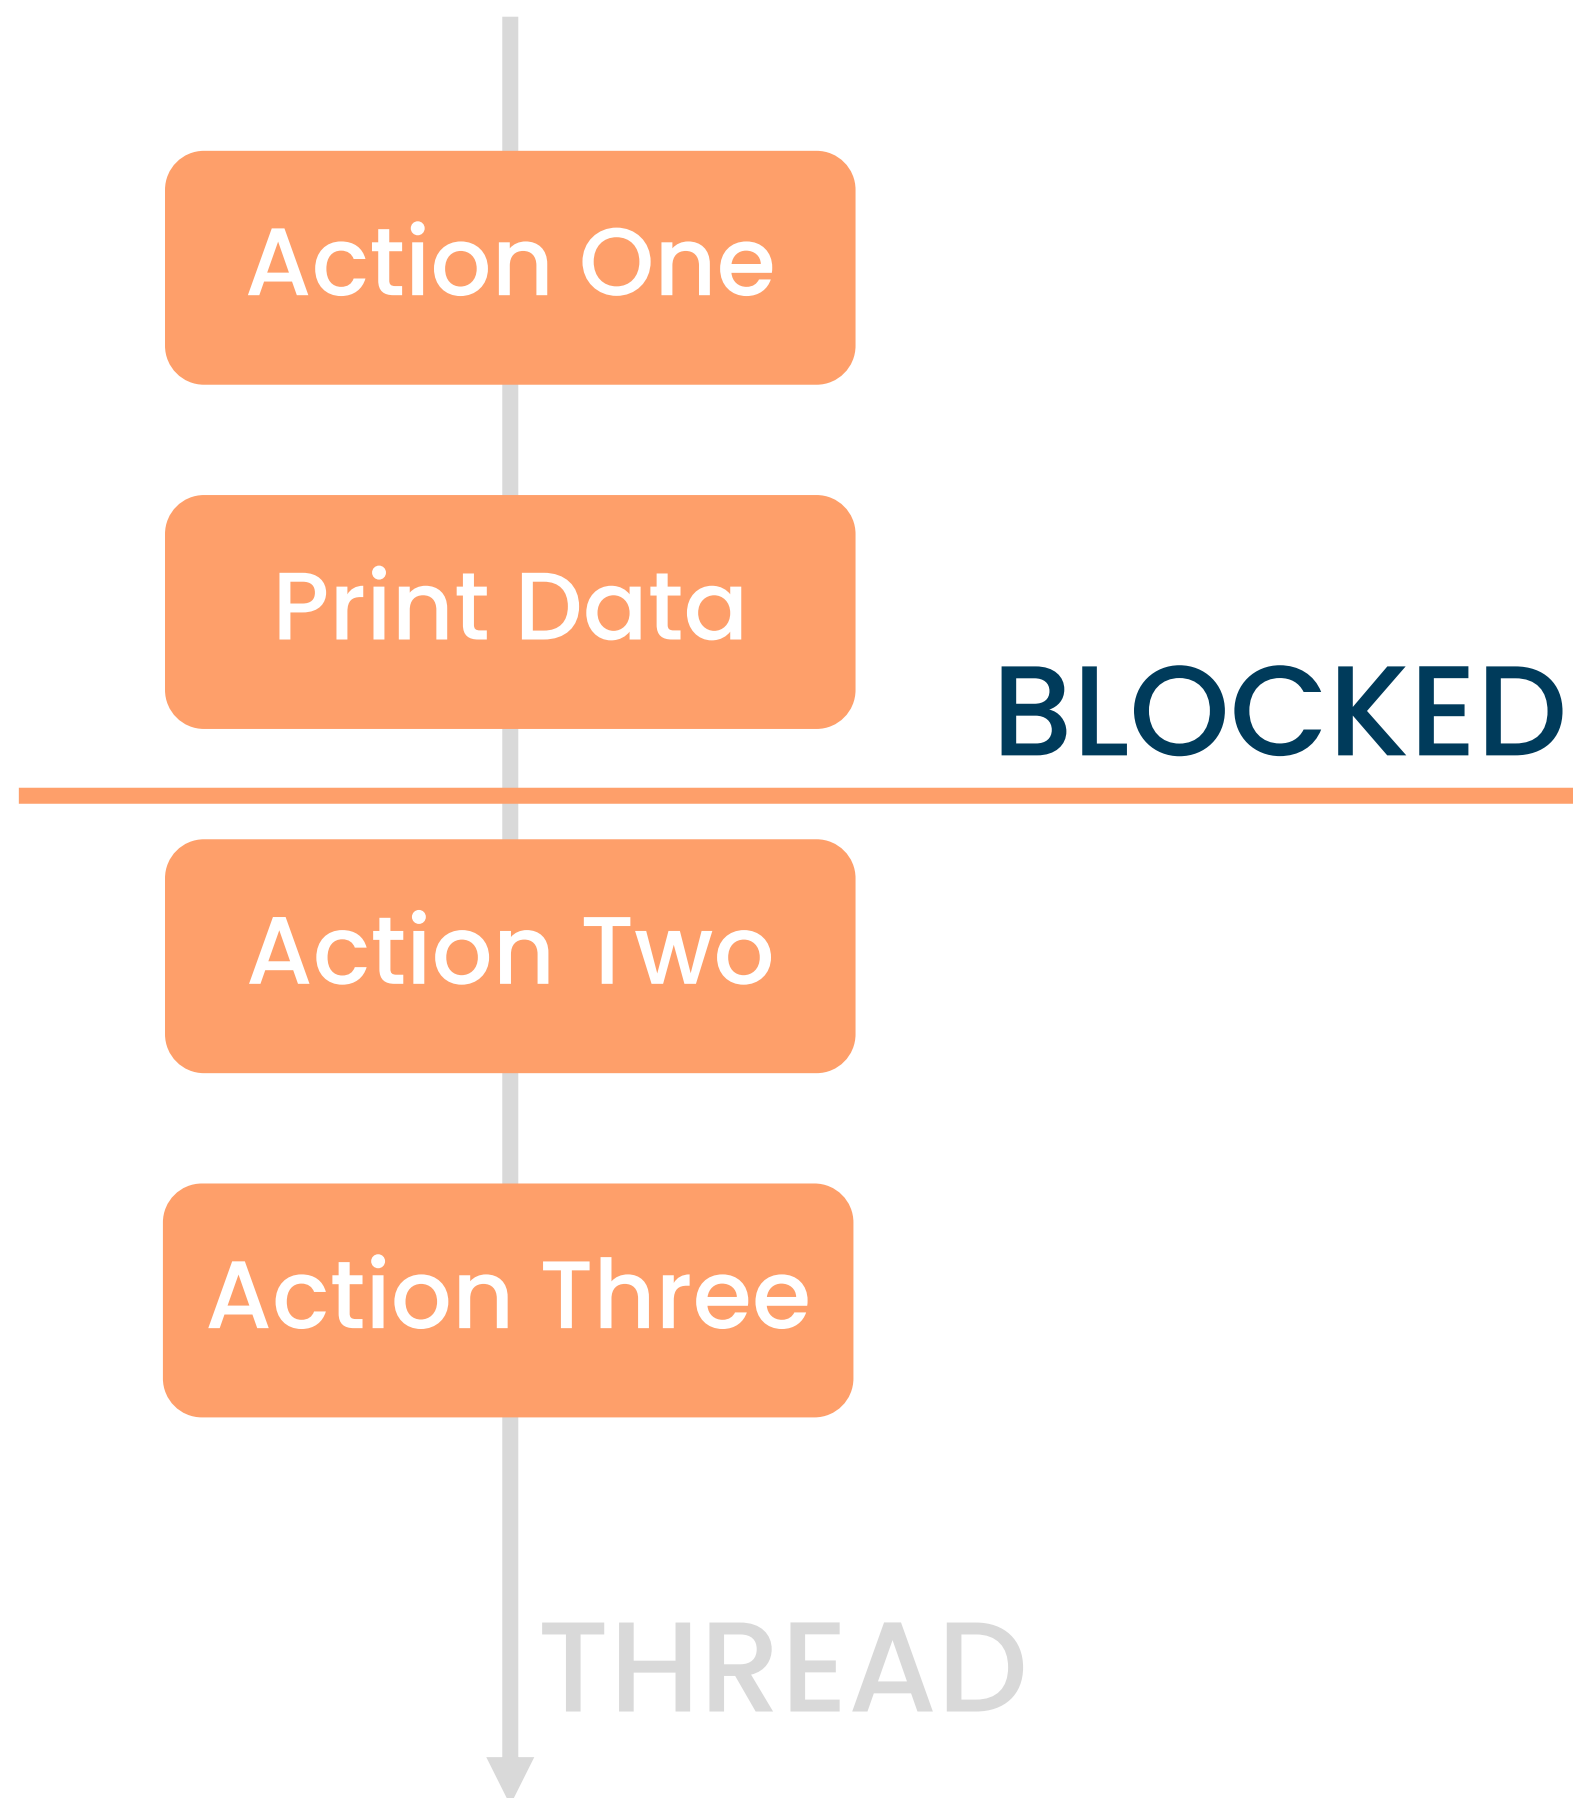 Action One
Print Data
BLOCKED
Action Two
Action Three
THREAD